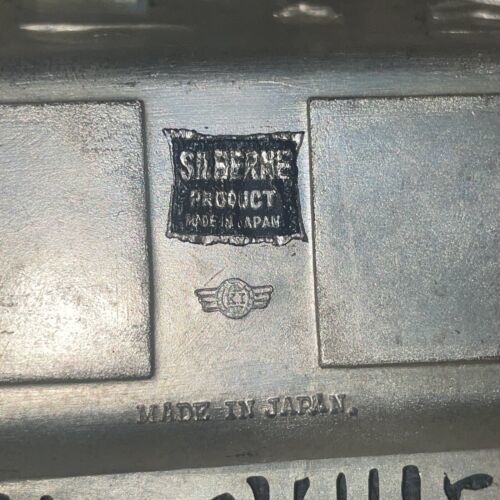 SILBERNE
PRODUCT
MADE IN JAPAN
KI
MADE IN JAPAN.